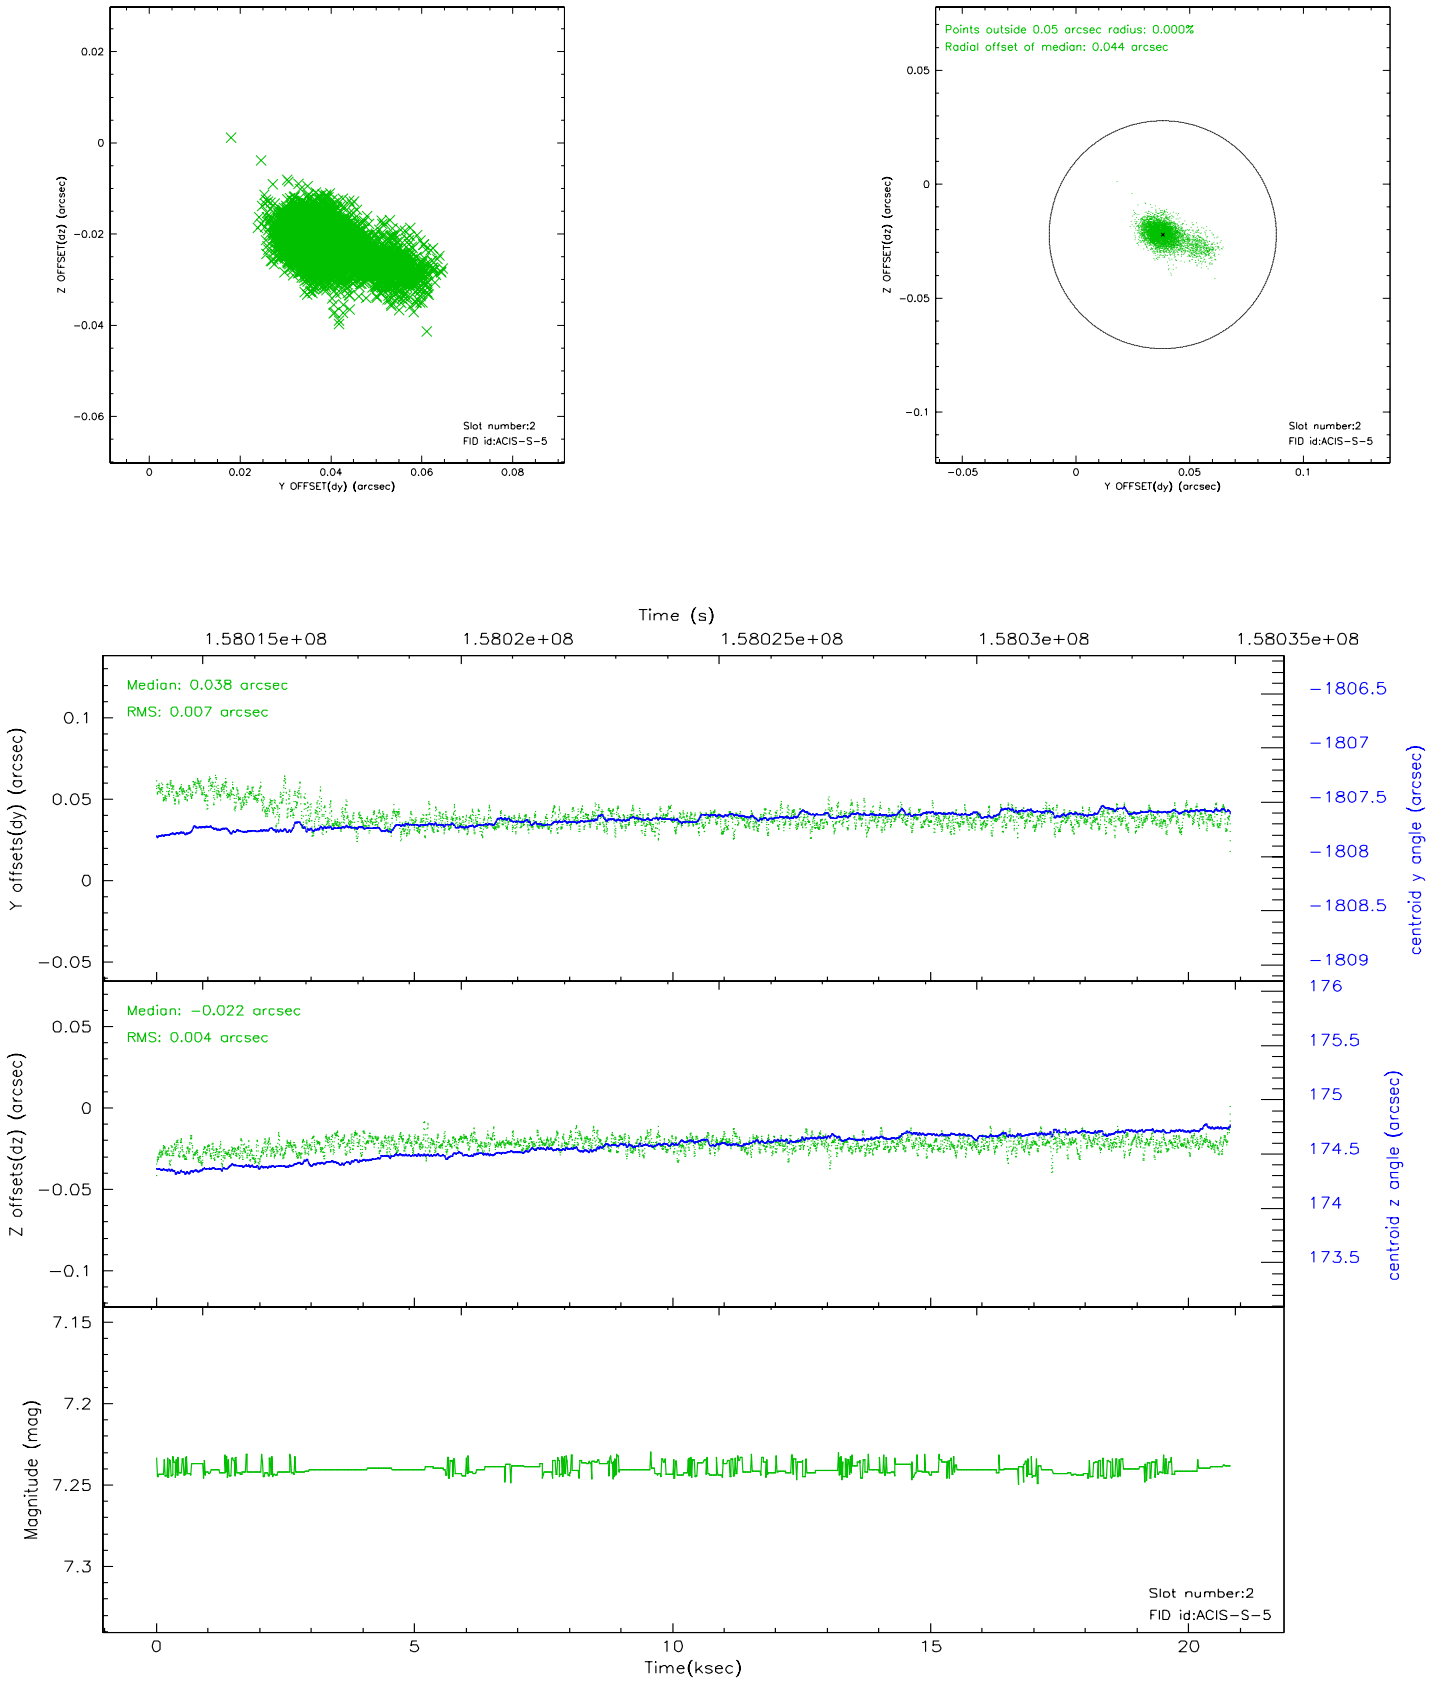 0.02
0
−0.02
−0.04
−0.06
Z OFFSET(dz) (arcsec)
Slot number:2
FID id:ACIS−S−5
0 0.02 0.04 0.06 0.08
Y OFFSET(dy) (arcsec)
Points outside 0.05 arcsec radius: 0.000%
Radial offset of median: 0.044 arcsec
0.05
0
−0.05
−0.1
Z OFFSET(dz) (arcsec)
Slot number:2
FID id:ACIS−S−5
−0.05 0 0.05 0.1
Y OFFSET(dy) (arcsec)
Time (s)
1.58015e+08 1.5802e+08 1.58025e+08 1.5803e+08 1.58035e+08
Median: 0.038 arcsec
RMS: 0.007 arcsec
0.1
0.05
0
−0.05
Y offsets(dy) (arcsec)
−1806.5
−1807
−1807.5
−1808
−1808.5
−1809
centroid y angle (arcsec)
Median: −0.022 arcsec
RMS: 0.004 arcsec
0.05
0
−0.05
−0.1
Z offsets(dz) (arcsec)
176
175.5
175
174.5
174
173.5
centroid z angle (arcsec)
7.15
7.2
7.25
7.3
Magnitude (mag)
Slot number:2
FID id:ACIS−S−5
0 5 10 15 20
Time(ksec)